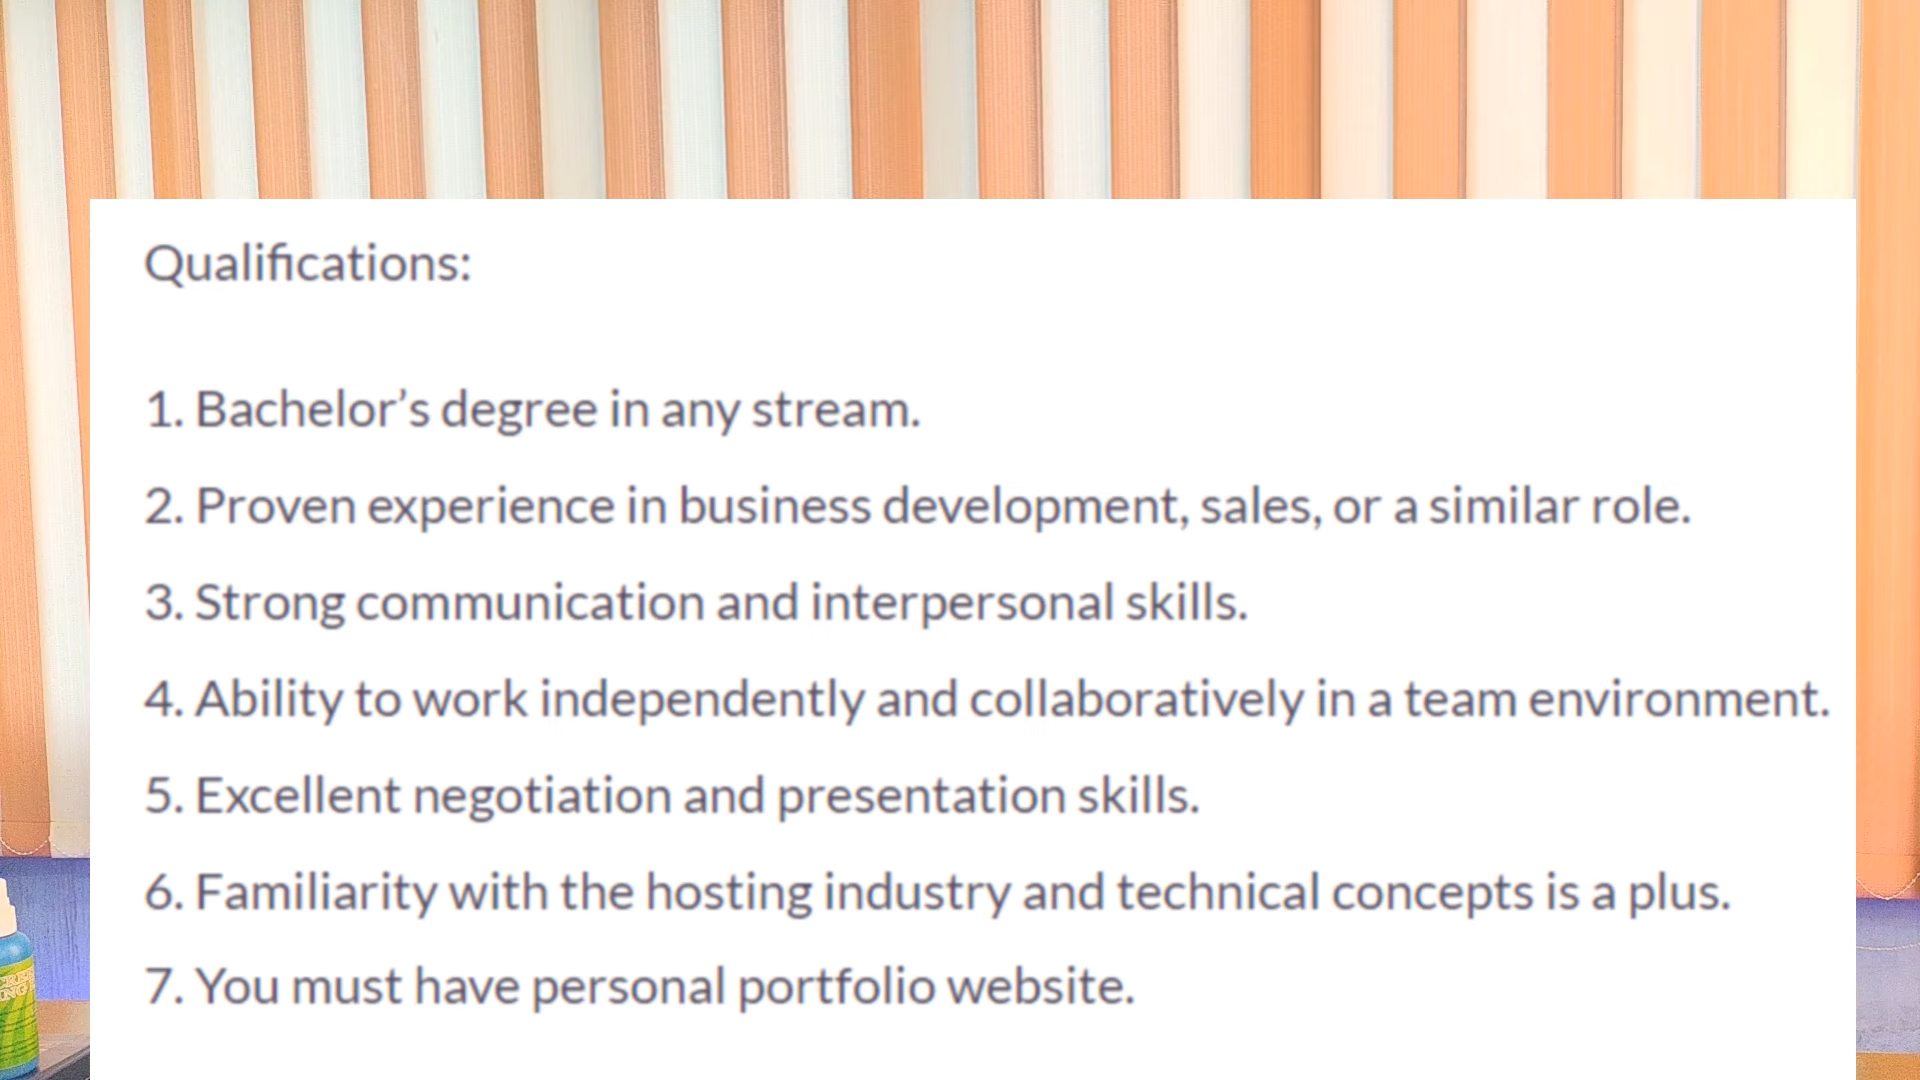 Qualifications:
1. Bachelor’s degree in any stream.
2. Proven experience in business development, sales, or a similar role.
3. Strong communication and interpersonal skills.
4. Ability to work independently and collaboratively in a team environment.
5. Excellent negotiation and presentation skills.
6. Familiarity with the hosting industry and technical concepts is a plus.
7. You must have personal portfolio website.